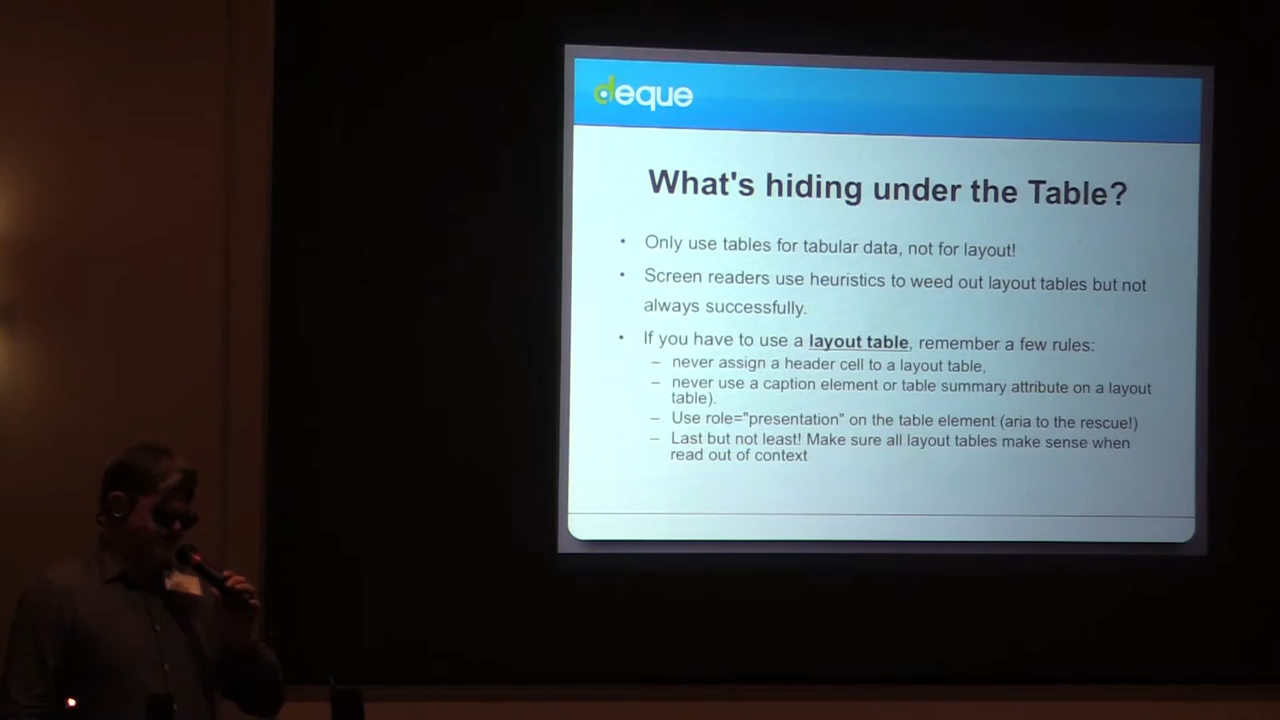 deque
What's hiding under the Table?
• Only use tables for tabular data, not for layout!
• Screen readers use heuristics to weed out layout tables but not
always successfully.
• If you have to use a layout table, remember a few rules:
– never assign a header cell to a layout table,
– never use a caption element or table summary attribute on a layout
table).
– Use role="presentation" on the table element (aria to the rescue!)
– Last but not least! Make sure all layout tables make sense when
read out of context